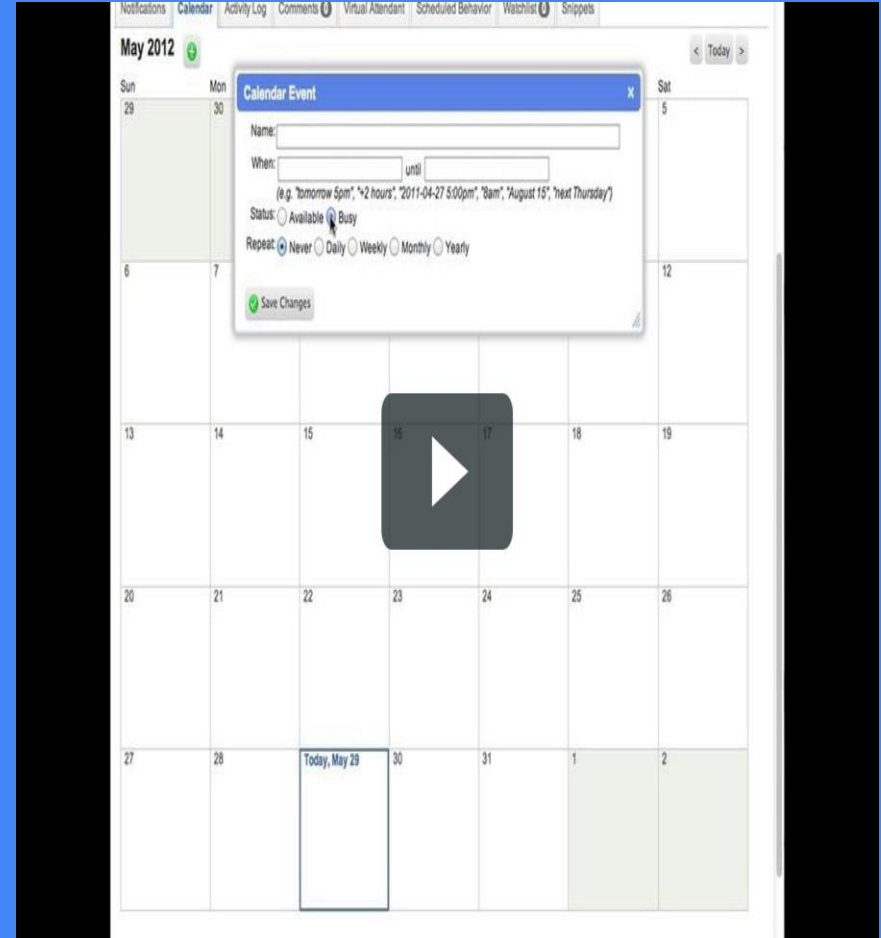 Notifications Calendar Activity Log Comments 0 Virtual Attendant Scheduled Behavior Watchlist 0 Snippets
May 2012 < Today >
Sun Mon Sat
29 30 5
Calendar Event x
Name:
When: until
(e.g. "tomorrow 5pm", "+2 hours", "2011-04-27 5:00pm", "8am", "August 15", "next Thursday")
Status: Available Busy
Repeat: Never Daily Weekly Monthly Yearly
Save Changes
6 7 12
13 14 15 16 17 18 19
20 21 22 23 24 25 26
27 28 Today, May 29 30 31 1 2